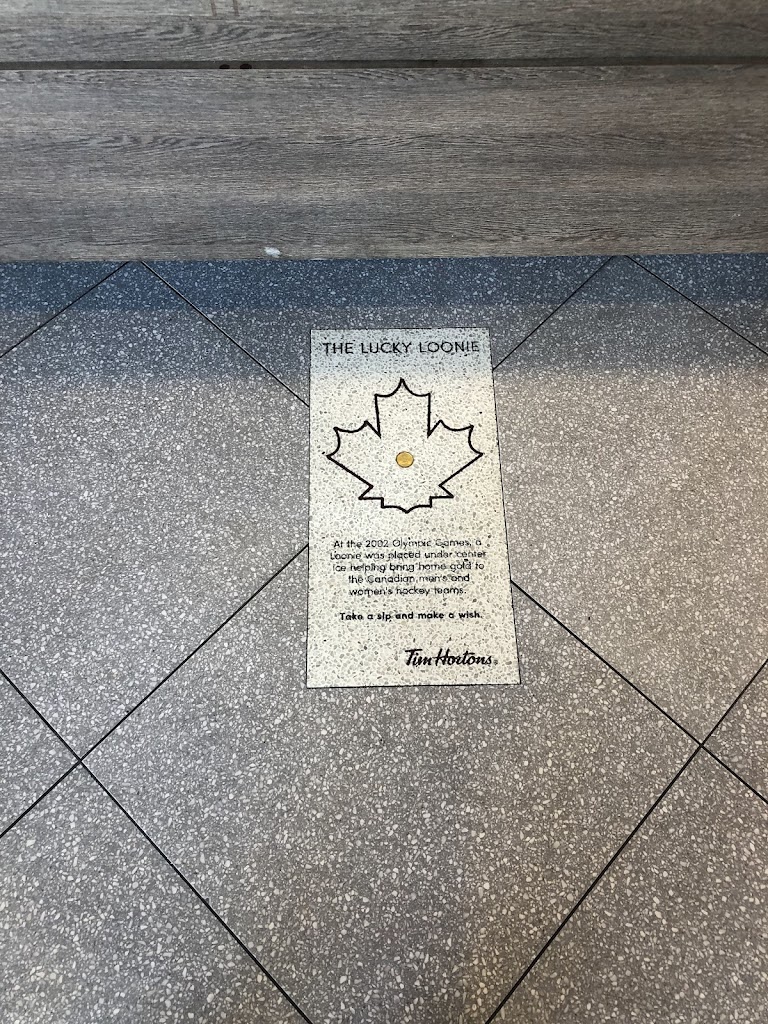 THE LUCKY LOONIE
At the 2002 Olympic Games, a
Loonie was placed under center
ice helping bring home gold to
the Canadian men's and
women's hockey teams.
Take a sip and make a wish.
Tim Hortons®